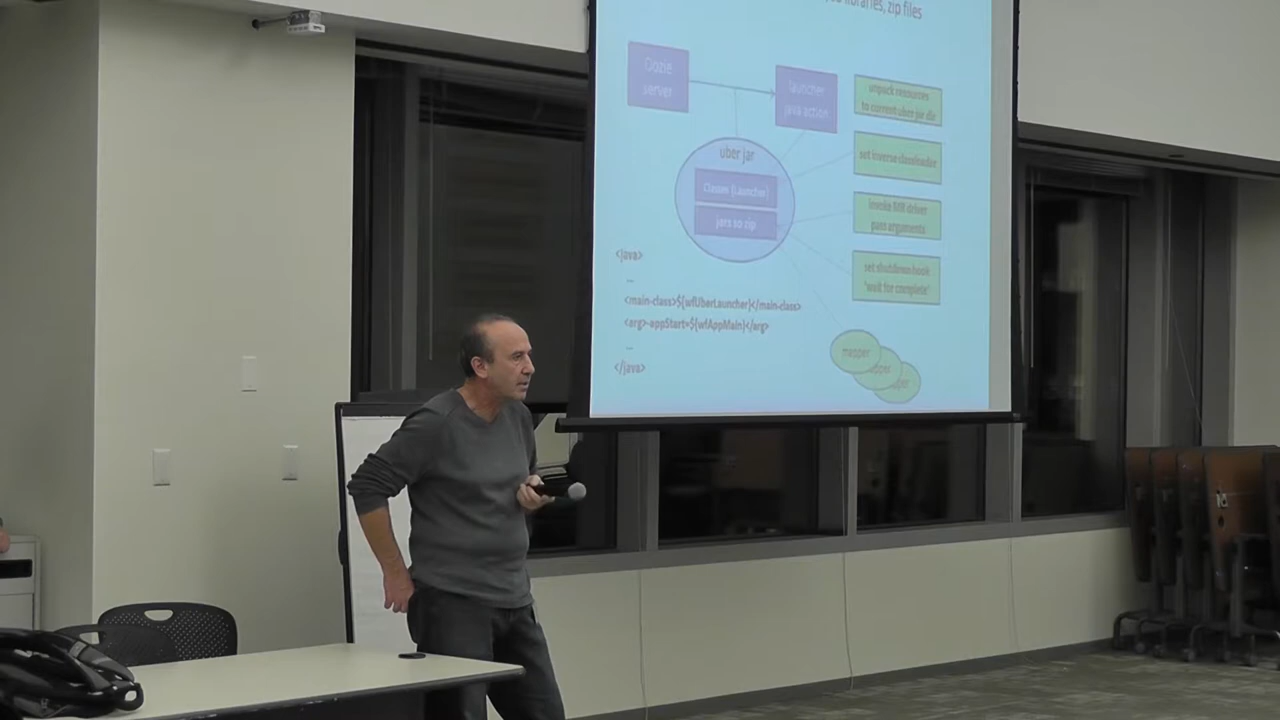 libraries, zip files
Oozie
server
launcher
java action
unpack resources
to current uber jar dir
uber jar
Classes (Launcher)
jars so zip
set inverse classloader
invoke MR driver
pass arguments
set shutdown hook
'wait for complete'
<java>
...
<main-class>${wfUberLauncher}</main-class>
<arg>-appStart=${wfAppMain}</arg>
...
</java>
mapper